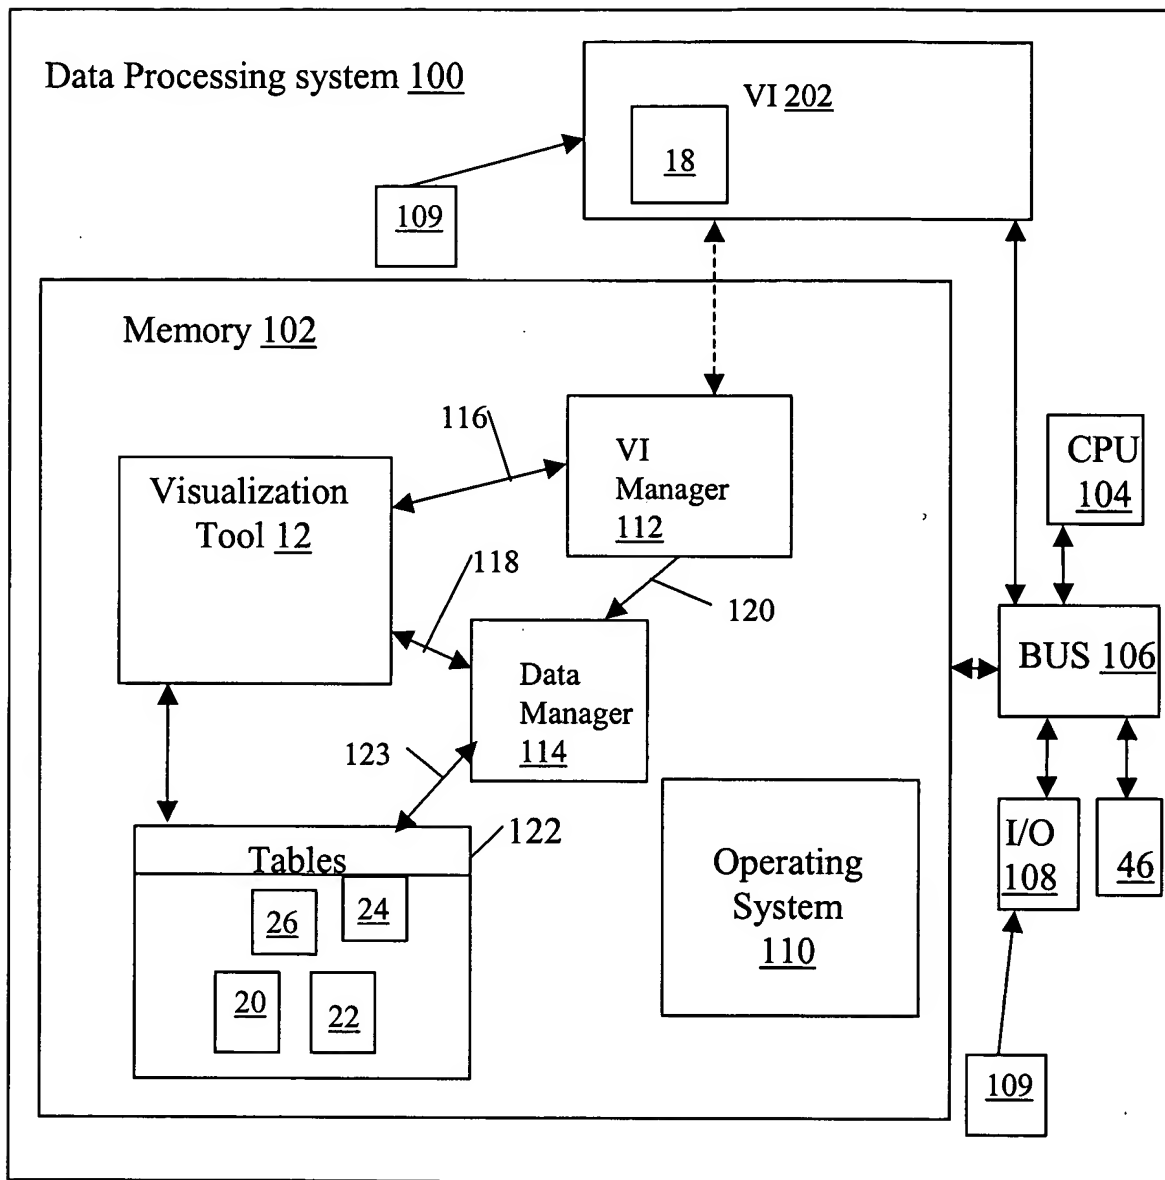 Data Processing system 100
VI 202
18
109
Memory 102
116
VI
Manager
112
CPU
104
Visualization
Tool 12
118
120
BUS 106
Data
Manager
114
123
122
Tables
I/O
108
46
Operating
System
110
24
26
20
22
109